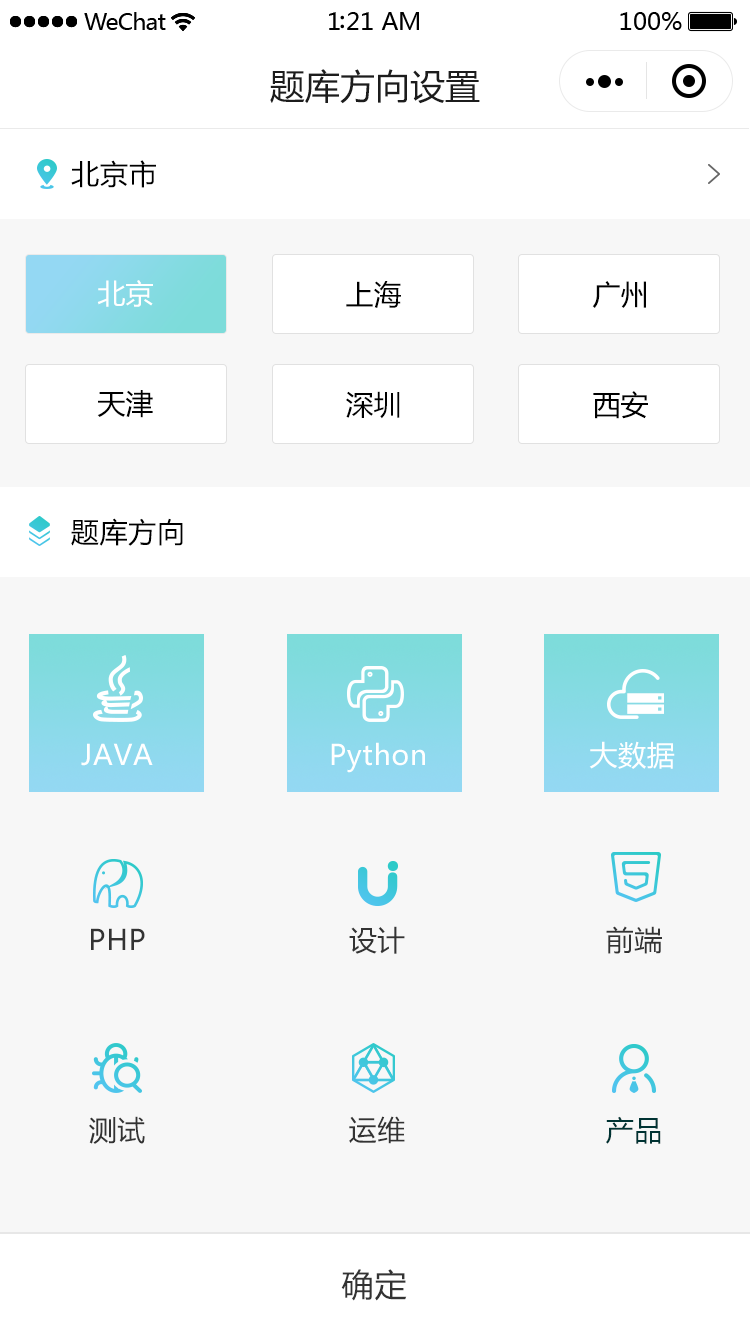 WeChat 1:21 AM 100%
题库方向设置
北京市
北京 上海 广州
天津 深圳 西安
题库方向
JAVA Python 大数据
PHP 设计 前端
测试 运维 产品
确定